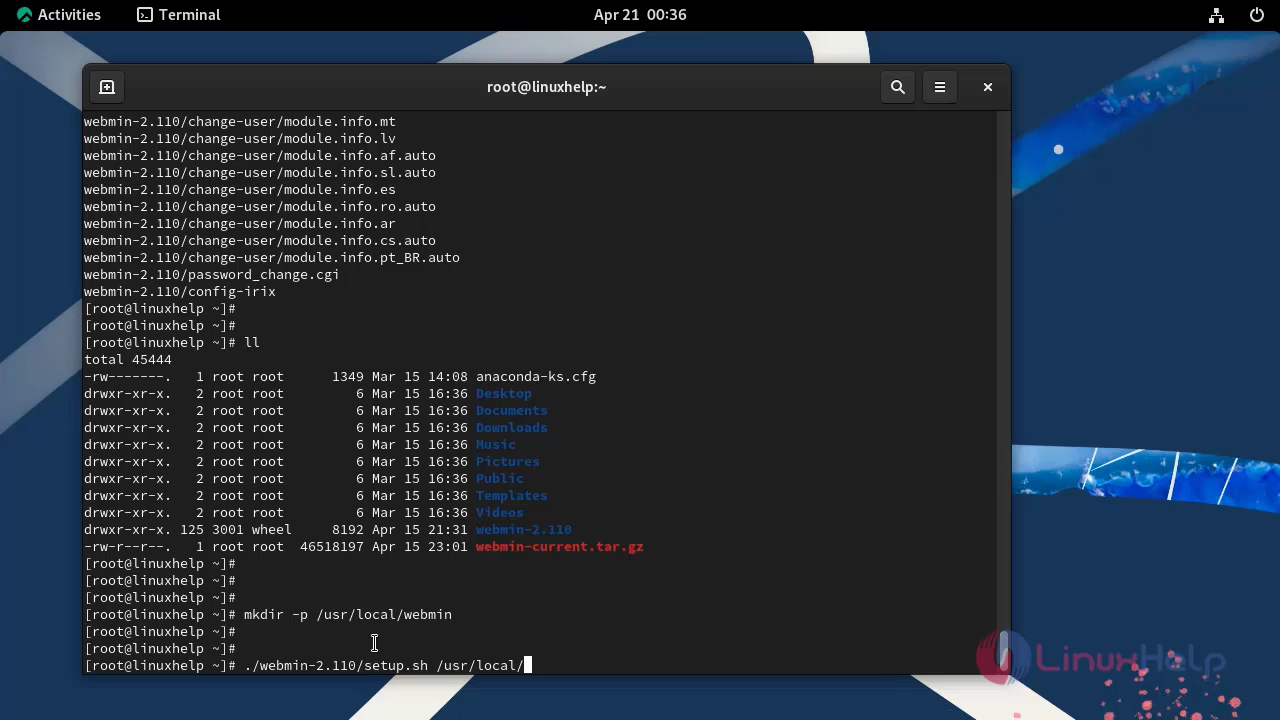 Activities
Terminal
Apr 21 00:36
root@linuxhelp:~
webmin-2.110/change-user/module.info.mt
webmin-2.110/change-user/module.info.lv
webmin-2.110/change-user/module.info.af.auto
webmin-2.110/change-user/module.info.sl.auto
webmin-2.110/change-user/module.info.es
webmin-2.110/change-user/module.info.ro.auto
webmin-2.110/change-user/module.info.ar
webmin-2.110/change-user/module.info.cs.auto
webmin-2.110/change-user/module.info.pt_BR.auto
webmin-2.110/password_change.cgi
webmin-2.110/config-irix
[root@linuxhelp ~]#
[root@linuxhelp ~]#
[root@linuxhelp ~]# ll
total 45444
-rw-------. 1 root root 1349 Mar 15 14:08 anaconda-ks.cfg
drwxr-xr-x. 2 root root 6 Mar 15 16:36 Desktop
drwxr-xr-x. 2 root root 6 Mar 15 16:36 Documents
drwxr-xr-x. 2 root root 6 Mar 15 16:36 Downloads
drwxr-xr-x. 2 root root 6 Mar 15 16:36 Music
drwxr-xr-x. 2 root root 6 Mar 15 16:36 Pictures
drwxr-xr-x. 2 root root 6 Mar 15 16:36 Public
drwxr-xr-x. 2 root root 6 Mar 15 16:36 Templates
drwxr-xr-x. 2 root root 6 Mar 15 16:36 Videos
drwxr-xr-x. 125 3001 wheel 8192 Apr 15 21:31 webmin-2.110
-rw-r--r--. 1 root root 46518197 Apr 15 23:01 webmin-current.tar.gz
[root@linuxhelp ~]#
[root@linuxhelp ~]#
[root@linuxhelp ~]#
[root@linuxhelp ~]# mkdir -p /usr/local/webmin
[root@linuxhelp ~]#
[root@linuxhelp ~]#
[root@linuxhelp ~]# ./webmin-2.110/setup.sh /usr/local/
LinuxHelp